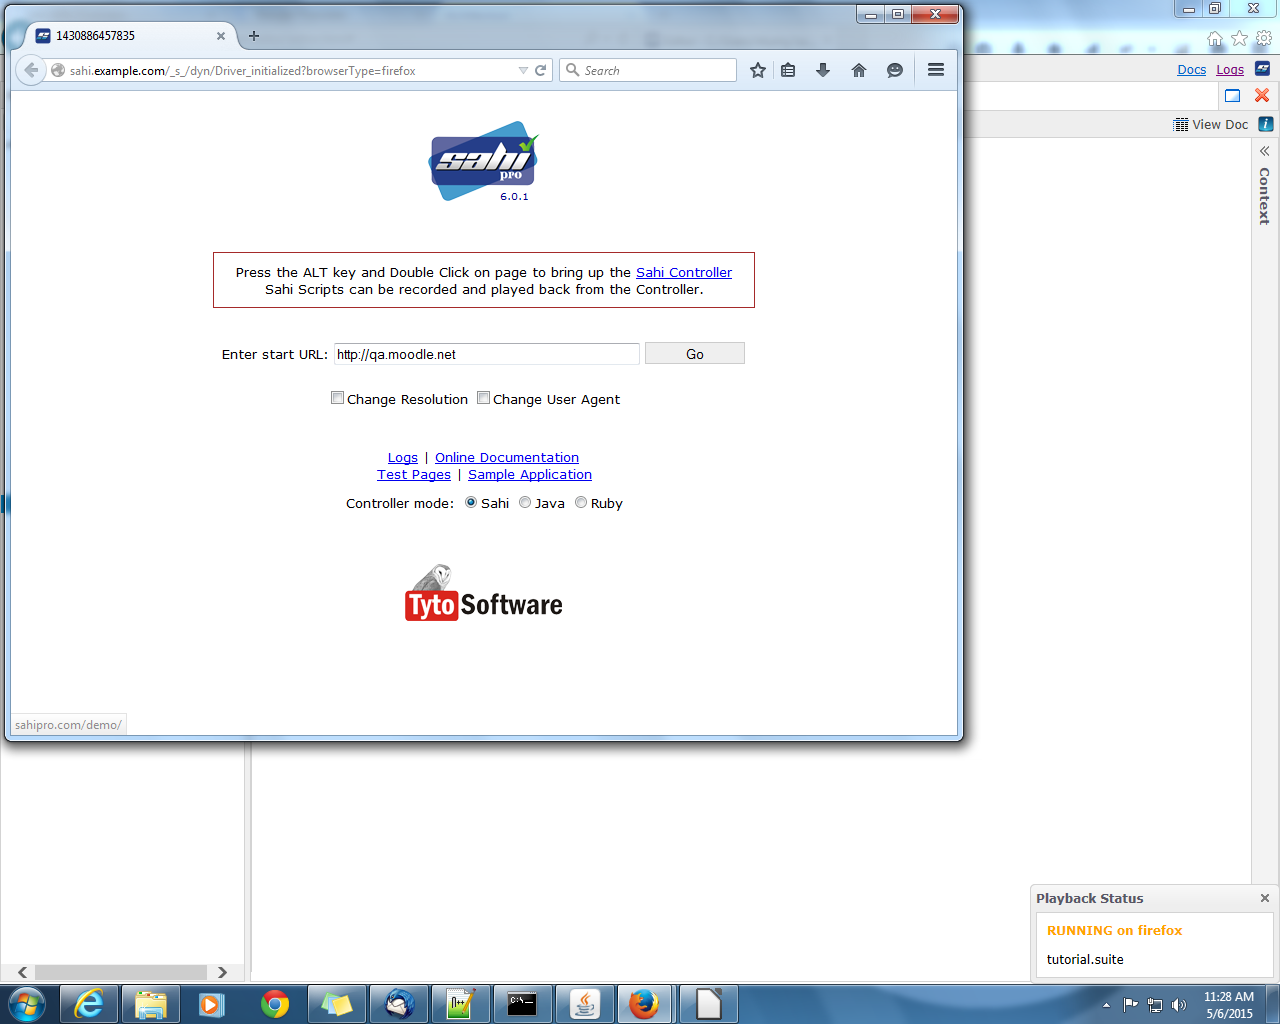 1430886457835
sahi.example.com/_s_/dyn/Driver_initialized?browserType=firefox
Search
Docs Logs
View Doc
Context
sahi
pro
6.0.1
Press the ALT key and Double Click on page to bring up the Sahi Controller
Sahi Scripts can be recorded and played back from the Controller.
Enter start URL: http://qa.moodle.net Go
Change Resolution Change User Agent
Logs | Online Documentation
Test Pages | Sample Application
Controller mode: Sahi Java Ruby
Tyto Software
sahipro.com/demo/
Playback Status
RUNNING on firefox
tutorial.suite
11:28 AM
5/6/2015